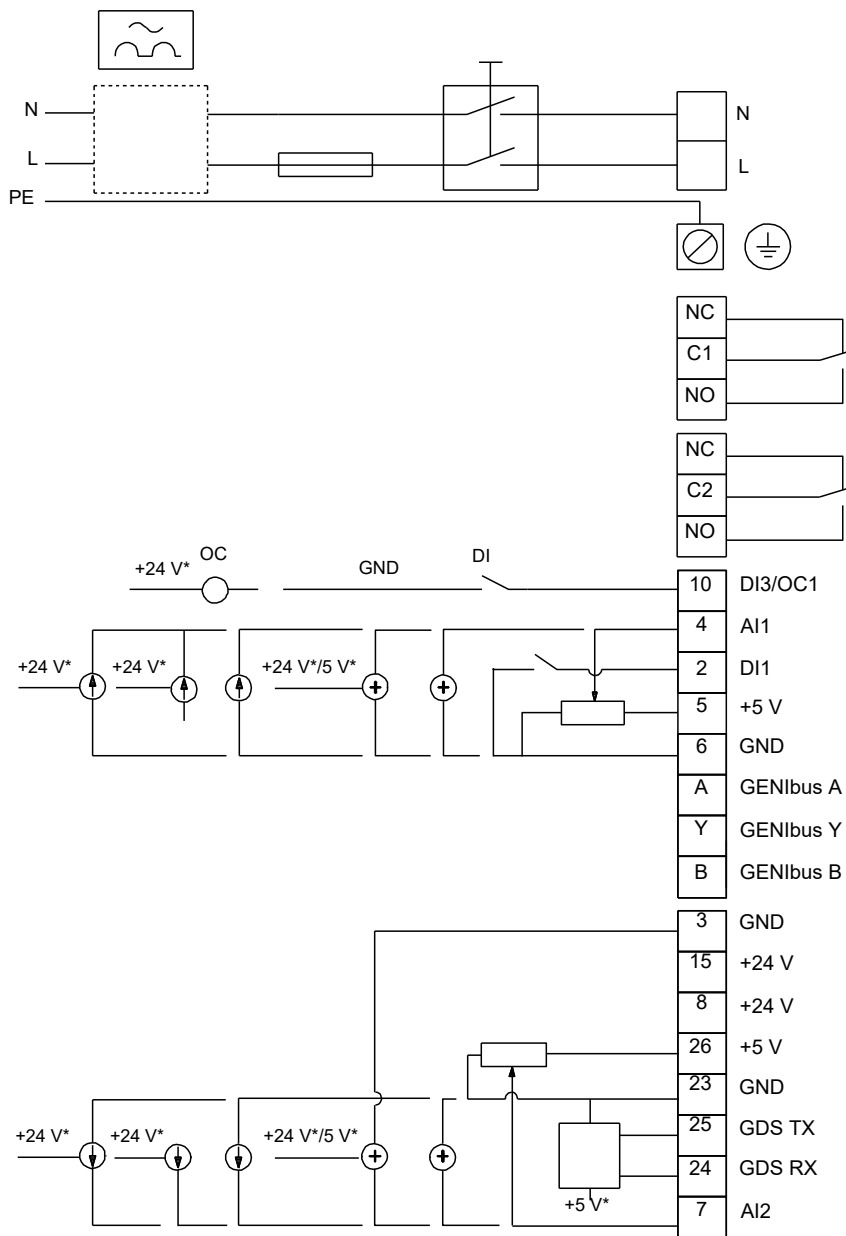 N N
L L
PE
NC
C1
NO
NC
C2
NO
+24 V* OC GND DI 10 DI3/OC1
4 AI1
+24 V* +24 V* +24 V*/5 V* 2 DI1
5 +5 V
6 GND
A GENIbus A
Y GENIbus Y
B GENIbus B
3 GND
15 +24 V
8 +24 V
26 +5 V
23 GND
25 GDS TX
+24 V* +24 V* +24 V*/5 V*
24 GDS RX
+5 V*
7 AI2